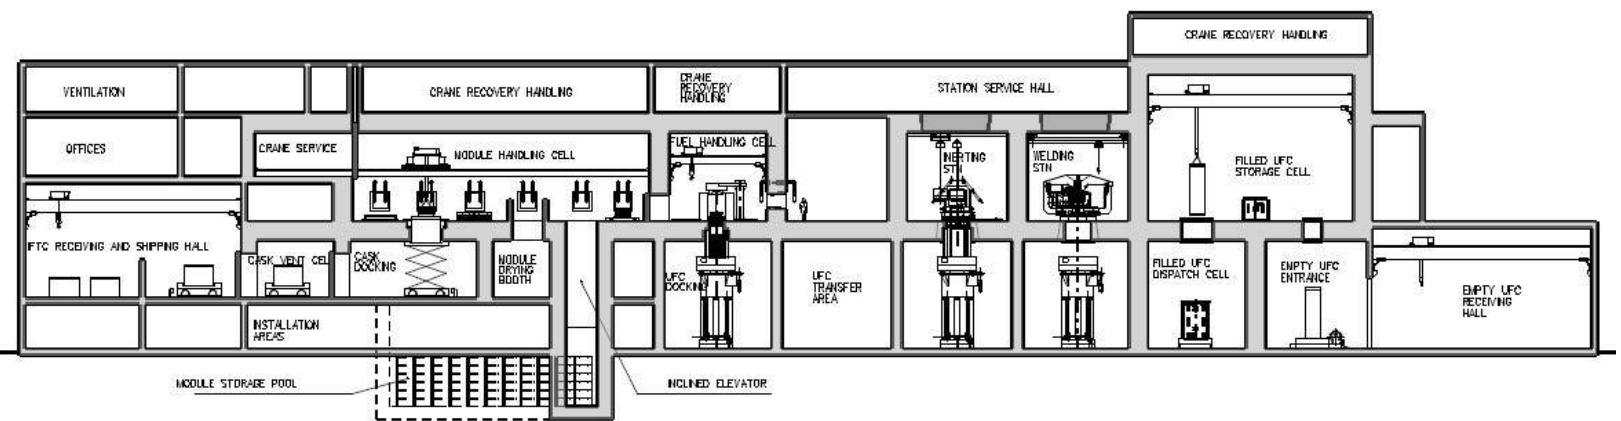 CRANE RECOVERY HANDLING
VENTILATION
CRANE RECOVERY HANDLING
CRANE
RECOVERY
HANDLING
STATION SERVICE HALL
OFFICES
CRANE SERVICE
MODULE HANDLING CELL
FUEL HANDLING CELL
INERTING
STN
WELDING
STN
FILLED UFC
STORAGE CELL
IFTC RECEIVING AND SHIPPING HALL
CASK VENT CELL
CASK
DOCKING
MODULE
DRYING
BOOTH
UFC
DOCKING
UFC
TRANSFER
AREA
FILLED UFC
DISPATCH CELL
EMPTY UFC
ENTRANCE
EMPTY UFC
RECEIVING
HALL
INSTALLATION
AREAS
MODULE STORAGE POOL
INCLINED ELEVATOR